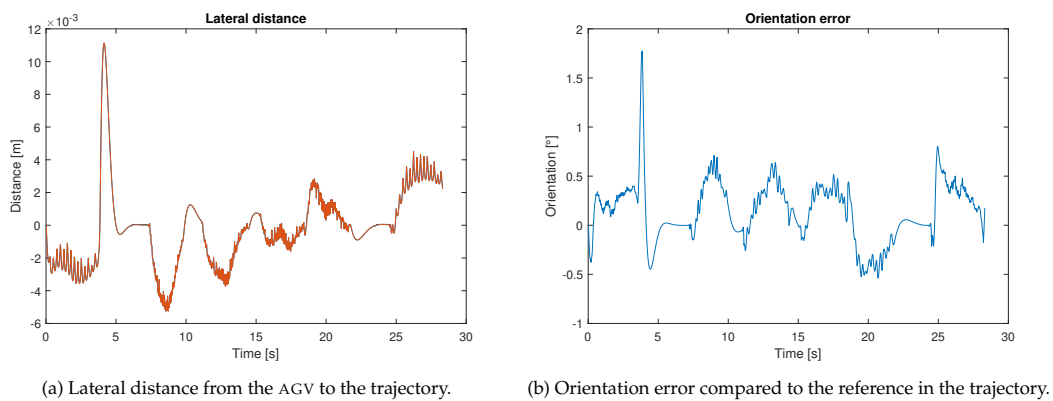 Lateral distance
×10⁻³
12
10
8
6
4
2
0
-2
-4
-6
Distance [m]
0 5 10 15 20 25 30
Time [s]
(a) Lateral distance from the AGV to the trajectory.
Orientation error
2
1.5
1
0.5
0
-0.5
-1
Orientation [°]
0 5 10 15 20 25 30
Time [s]
(b) Orientation error compared to the reference in the trajectory.